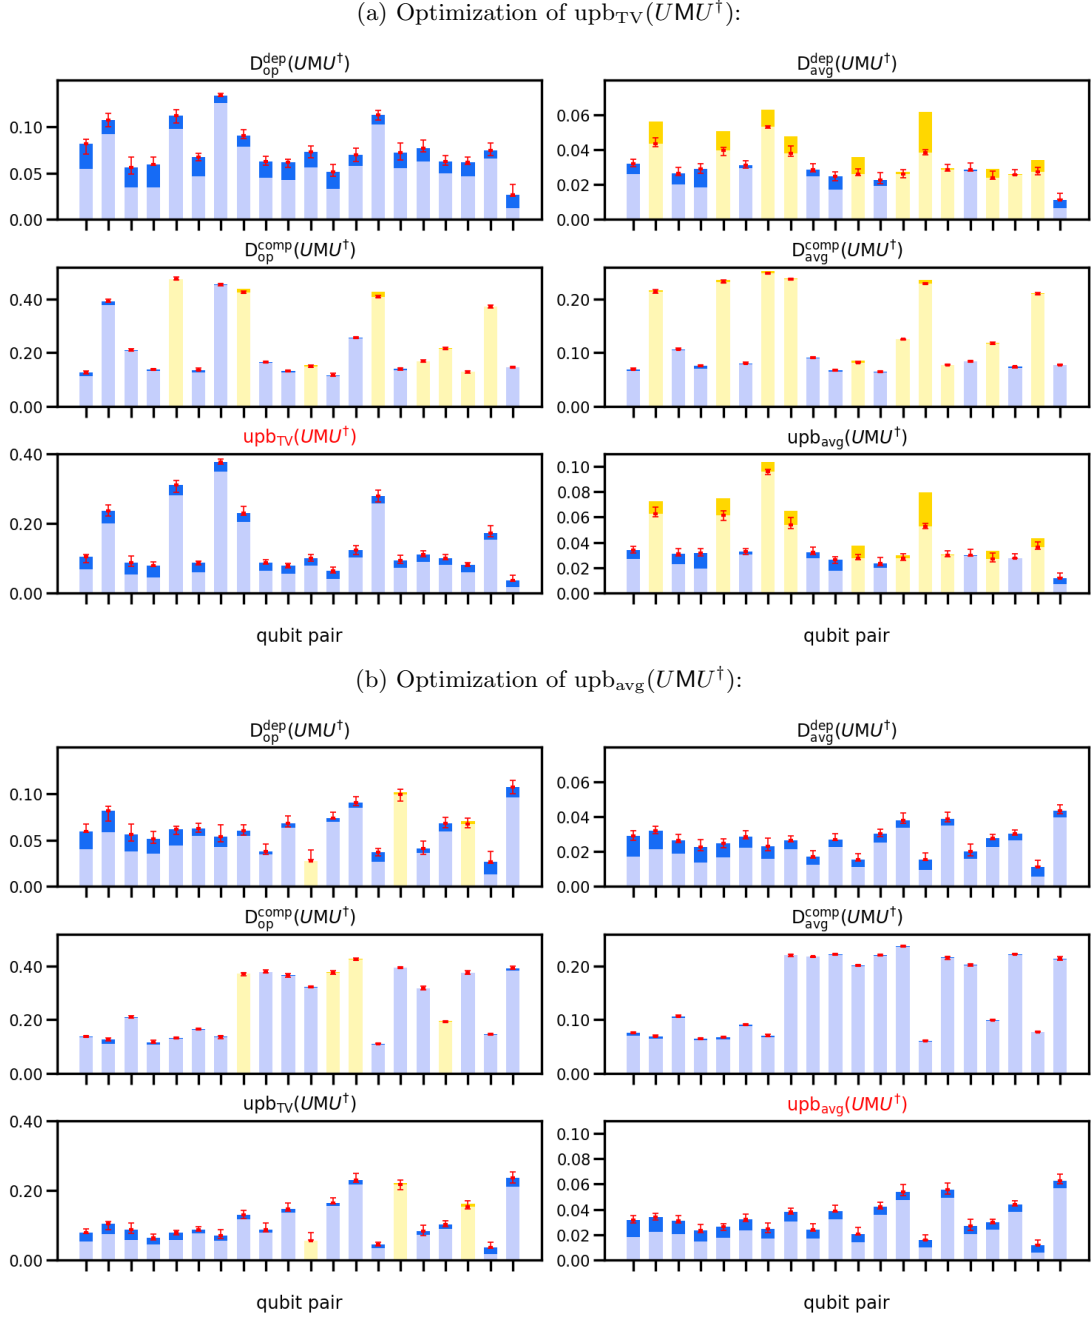 (a) Optimization of upb_TV(UMU†):
D_op^dep(UMU†)
D_avg^dep(UMU†)
0.10
0.05
0.00
0.06
0.04
0.02
0.00
D_op^comp(UMU†)
D_avg^comp(UMU†)
0.40
0.20
0.00
0.20
0.10
0.00
upb_TV(UMU†)
upb_avg(UMU†)
0.40
0.20
0.00
0.10
0.08
0.06
0.04
0.02
0.00
qubit pair
qubit pair
(b) Optimization of upb_avg(UMU†):
D_op^dep(UMU†)
D_avg^dep(UMU†)
0.10
0.05
0.00
0.06
0.04
0.02
0.00
D_op^comp(UMU†)
D_avg^comp(UMU†)
0.40
0.20
0.00
0.20
0.10
0.00
upb_TV(UMU†)
upb_avg(UMU†)
0.40
0.20
0.00
0.10
0.08
0.06
0.04
0.02
0.00
qubit pair
qubit pair